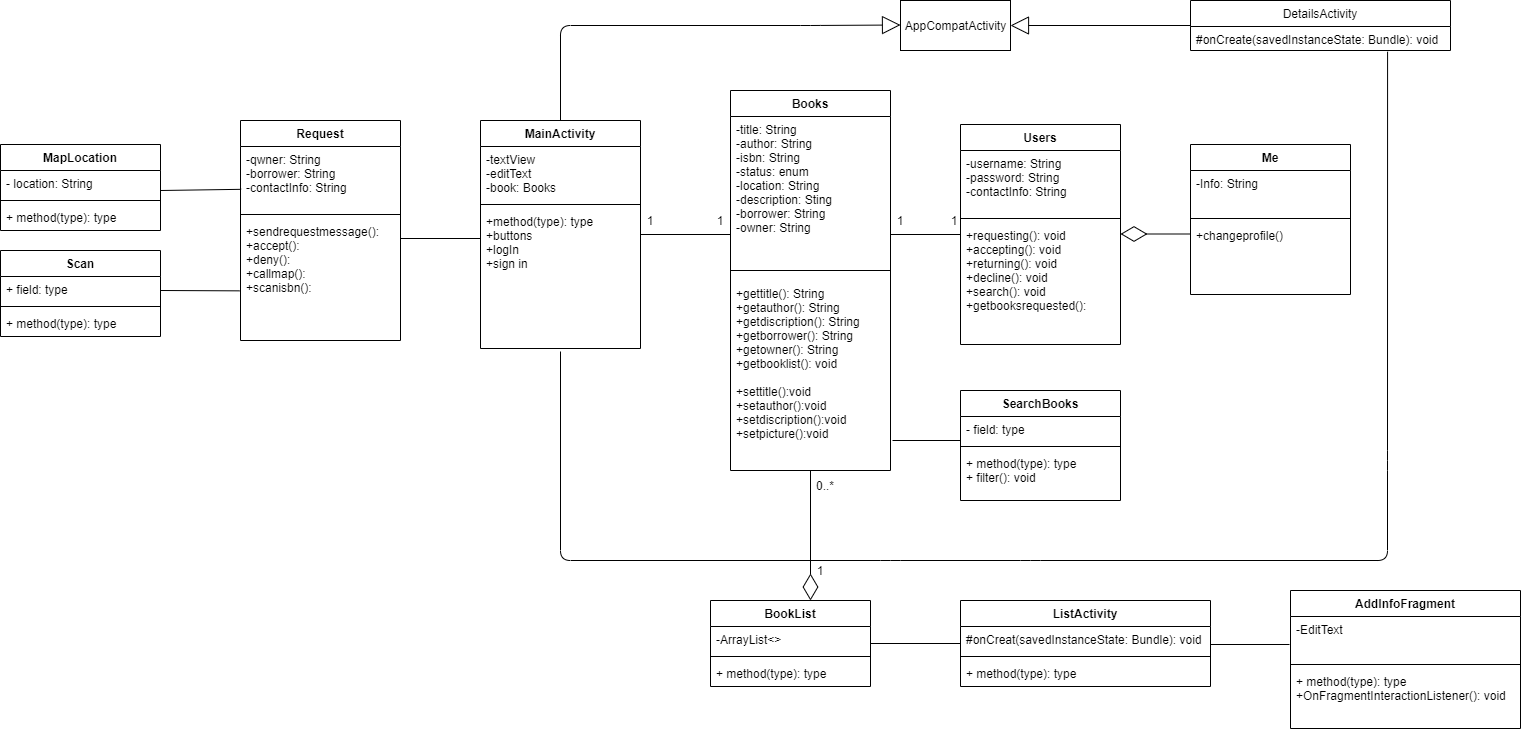 AppCompatActivity
DetailsActivity
#onCreate(savedInstanceState: Bundle): void
MapLocation
- location: String
+ method(type): type
Scan
+ field: type
+ method(type): type
Request
-qwner: String
-borrower: String
-contactInfo: String
+sendrequestmessage():
+accept():
+deny():
+callmap():
+scanisbn():
MainActivity
-textView
-editText
-book: Books
+method(type): type
+buttons
+logIn
+sign in
1
1
Books
-title: String
-author: String
-isbn: String
-status: enum
-location: String
-description: Sting
-borrower: String
-owner: String
+gettitle(): String
+getauthor(): String
+getdiscription(): String
+getborrower(): String
+getowner(): String
+getbooklist(): void
+settitle():void
+setauthor():void
+setdiscription():void
+setpicture():void
1
1
Users
-username: String
-password: String
-contactInfo: String
+requesting(): void
+accepting(): void
+returning(): void
+decline(): void
+search(): void
+getbooksrequested():
Me
-Info: String
+changeprofile()
SearchBooks
- field: type
+ method(type): type
+ filter(): void
0..*
1
BookList
-ArrayList<>
+ method(type): type
ListActivity
#onCreat(savedInstanceState: Bundle): void
+ method(type): type
AddInfoFragment
-EditText
+ method(type): type
+OnFragmentInteractionListener(): void